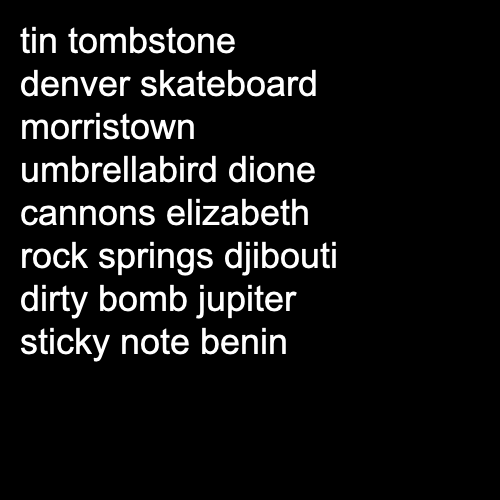 tin tombstone
denver skateboard
morristown
umbrellabird dione
cannons elizabeth
rock springs djibouti
dirty bomb jupiter
sticky note benin